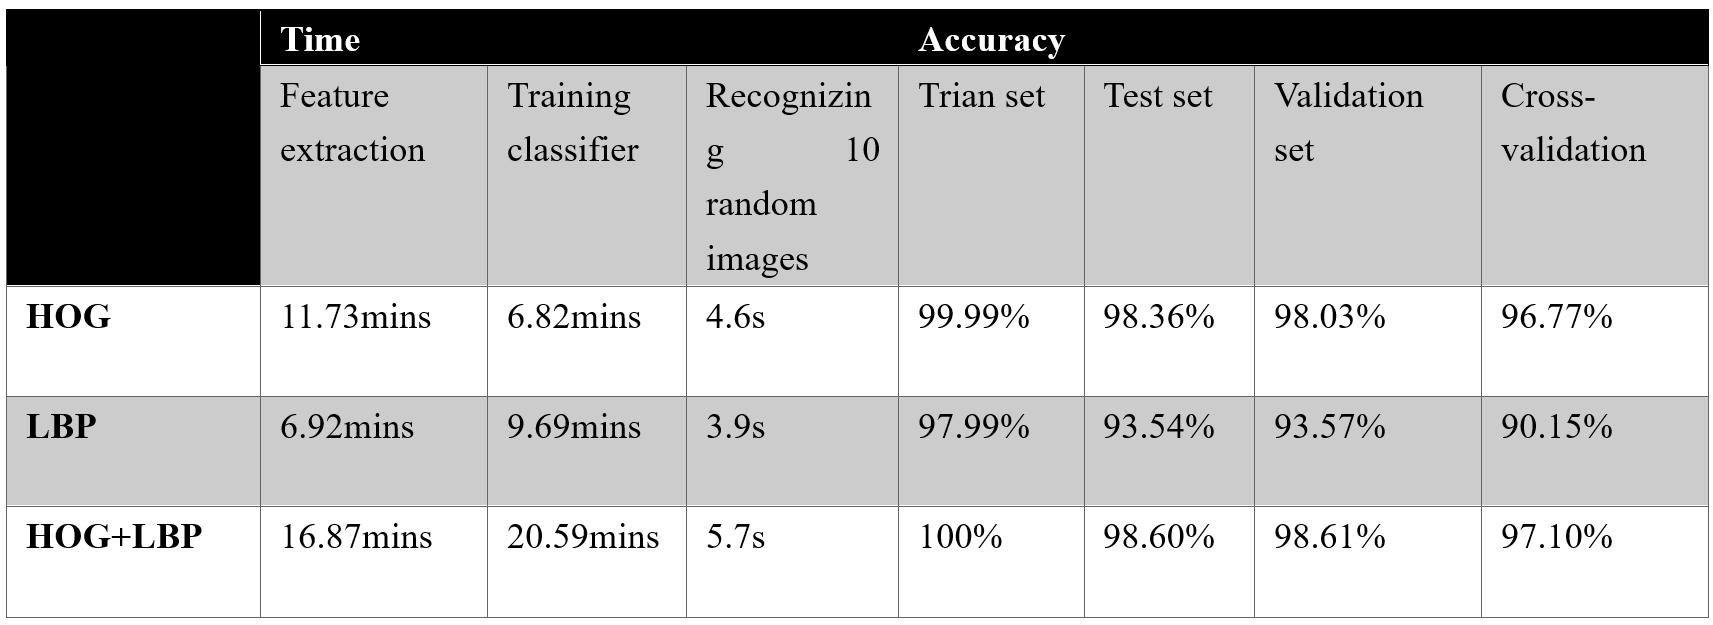 Time Accuracy
Feature extraction Training classifier Recognizin g 10 random images Trian set Test set Validation set Cross-validation
HOG 11.73mins 6.82mins 4.6s 99.99% 98.36% 98.03% 96.77%
LBP 6.92mins 9.69mins 3.9s 97.99% 93.54% 93.57% 90.15%
HOG+LBP 16.87mins 20.59mins 5.7s 100% 98.60% 98.61% 97.10%